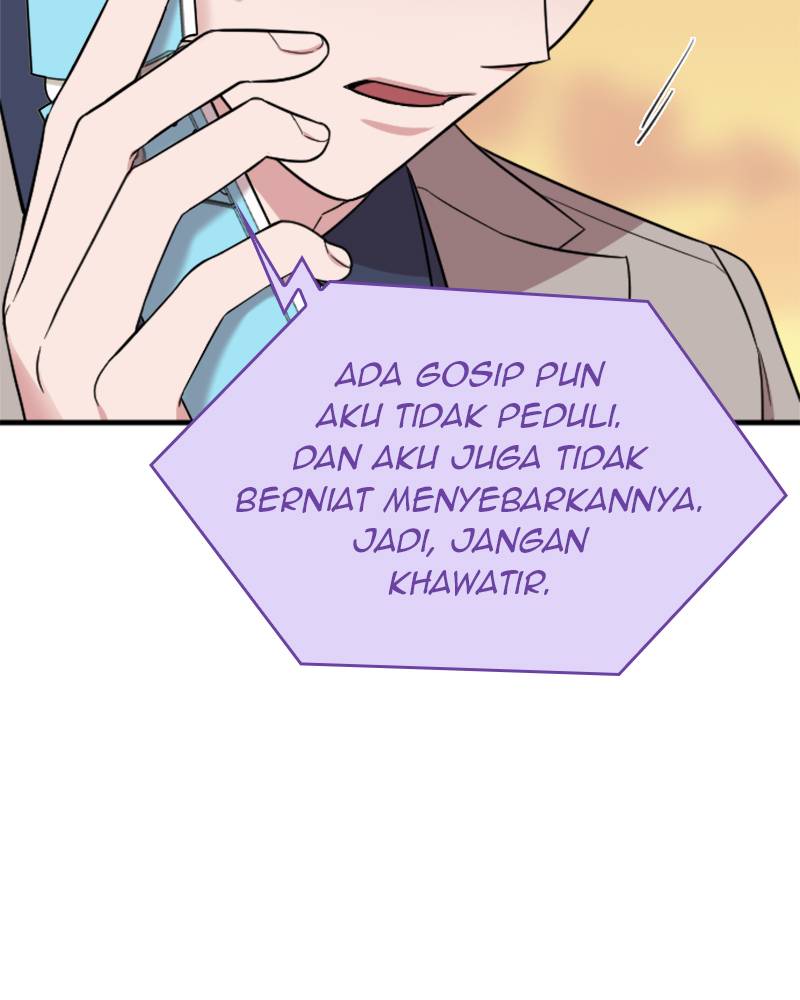 ADA GOSIP PUN
AKU TIDAK PEDULI.
DAN AKU JUGA TIDAK
BERNIAT MENYEBARKANNYA.
JADI, JANGAN
KHAWATIR.